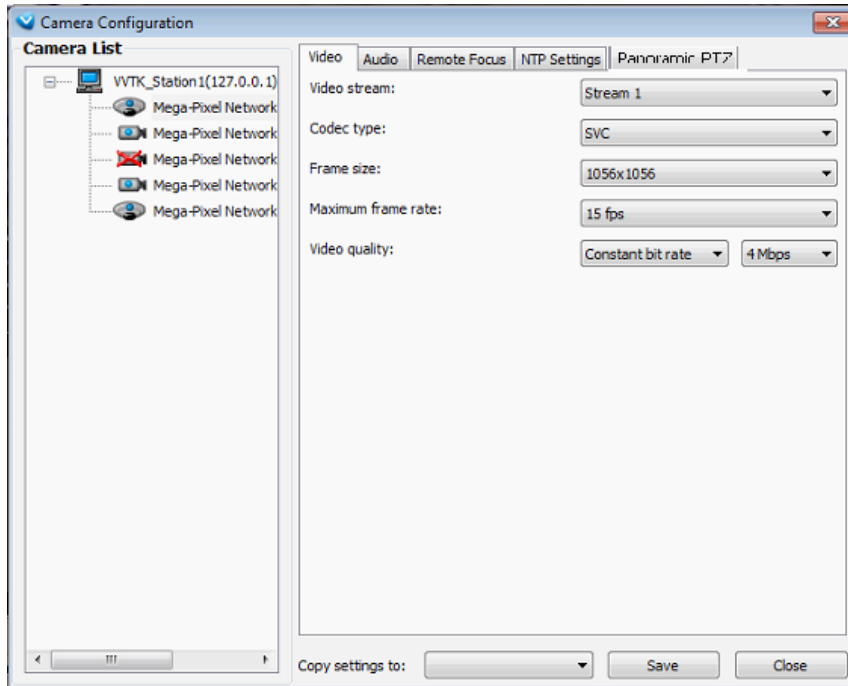 Camera Configuration
Camera List
VVTK_Station1(127.0.0.1)
Mega-Pixel Network
Mega-Pixel Network
Mega-Pixel Network
Mega-Pixel Network
Mega-Pixel Network
Video
Audio
Remote Focus
NTP Settings
Panoramic PTZ
Video stream:
Stream 1
Codec type:
SVC
Frame size:
1056x1056
Maximum frame rate:
15 fps
Video quality:
Constant bit rate
4 Mbps
Copy settings to:
Save
Close